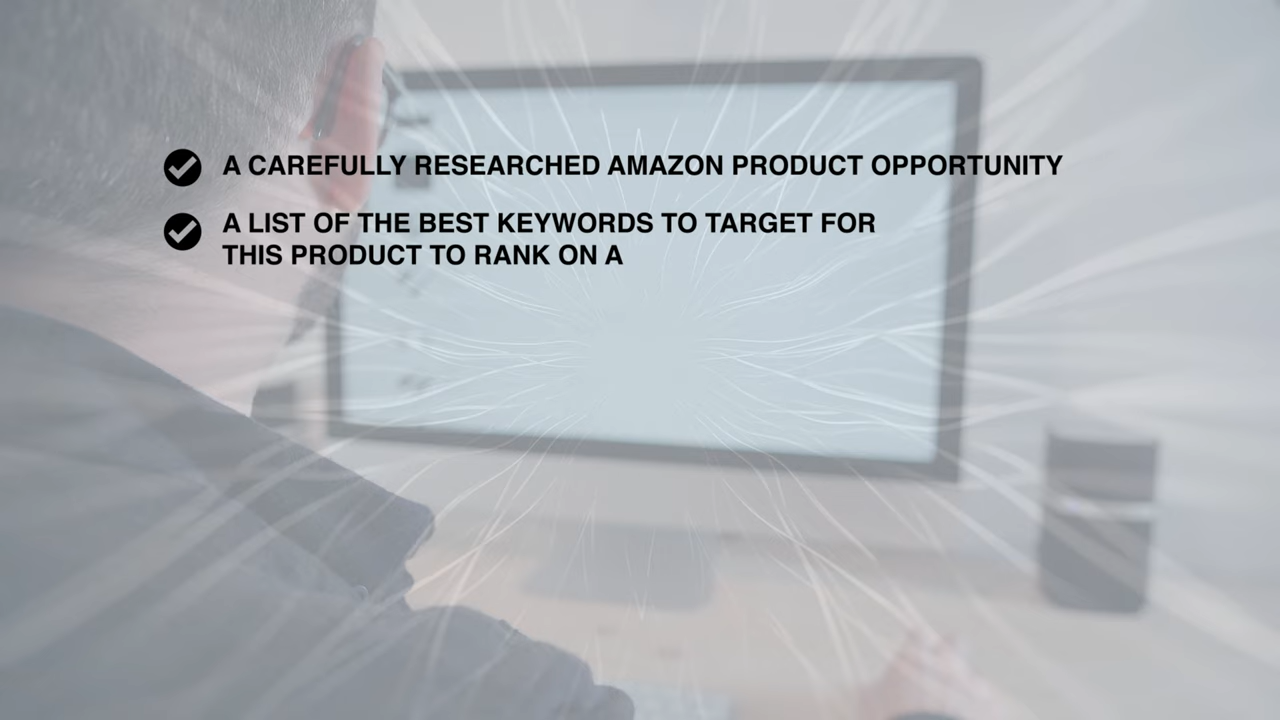 A CAREFULLY RESEARCHED AMAZON PRODUCT OPPORTUNITY
A LIST OF THE BEST KEYWORDS TO TARGET FOR
THIS PRODUCT TO RANK ON A